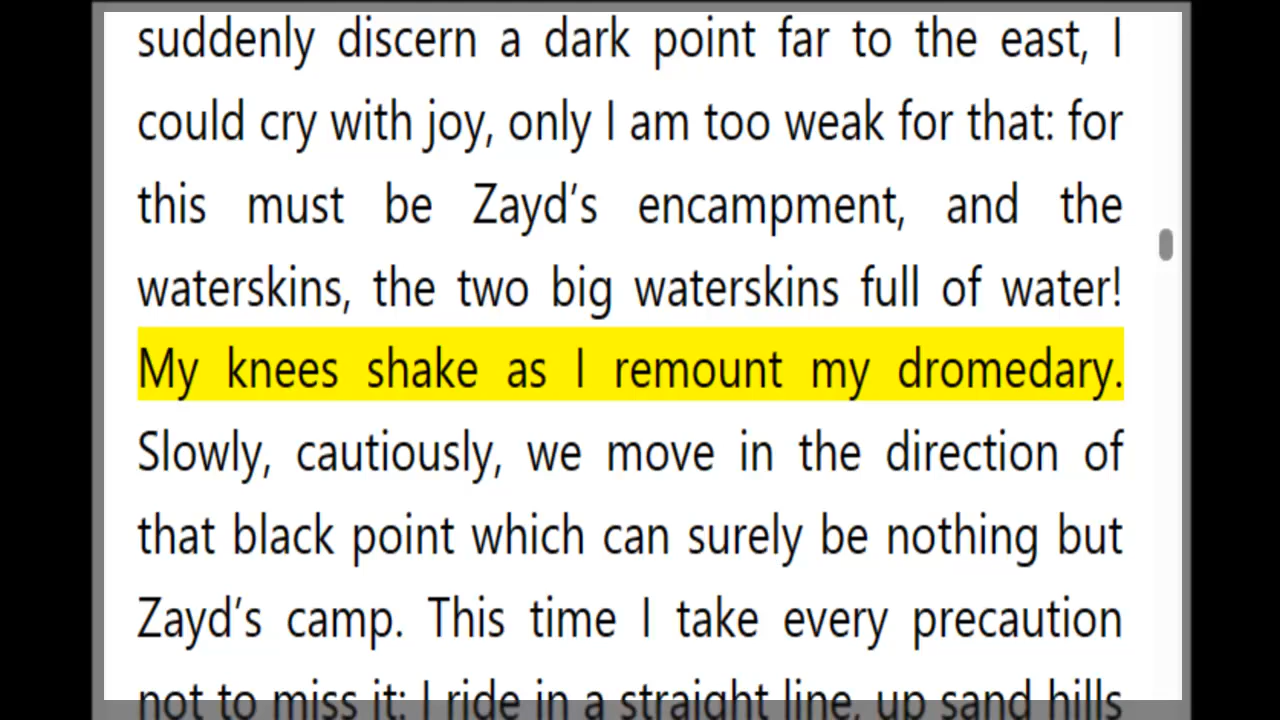 suddenly discern a dark point far to the east, I
could cry with joy, only I am too weak for that: for
this must be Zayd’s encampment, and the
waterskins, the two big waterskins full of water!
My knees shake as I remount my dromedary.
Slowly, cautiously, we move in the direction of
that black point which can surely be nothing but
Zayd’s camp. This time I take every precaution
not to miss it: I ride in a straight line, up sand hills